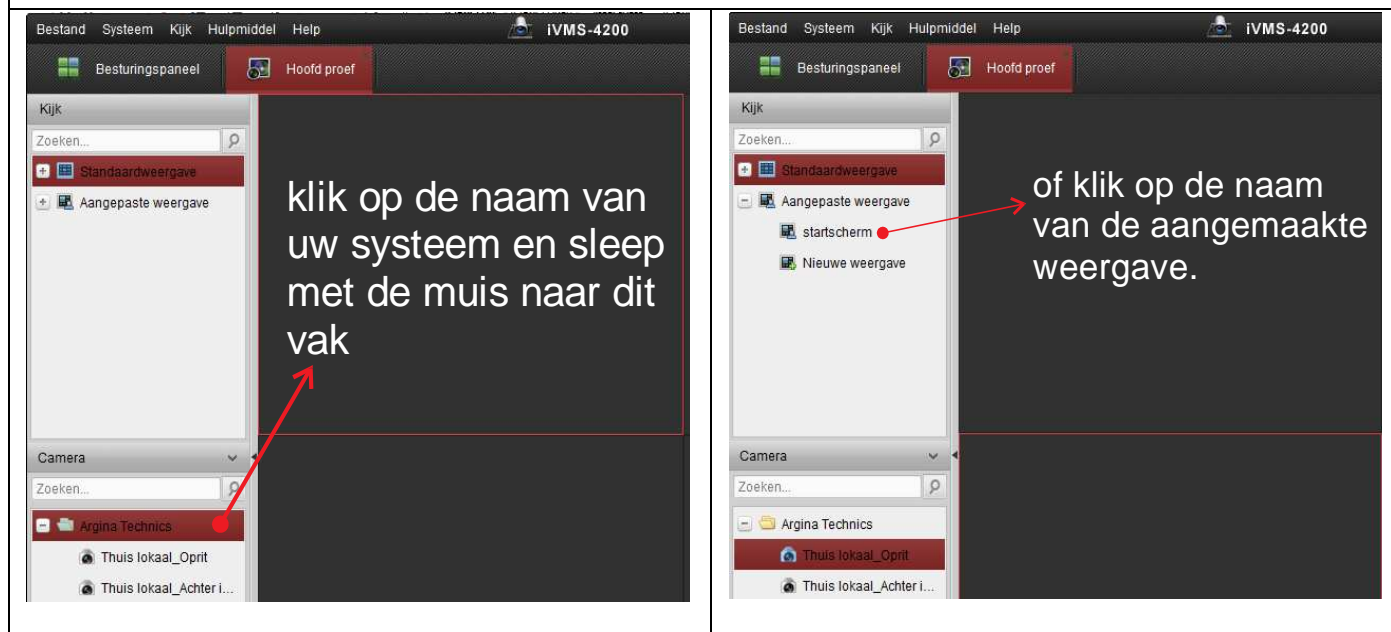 Bestand Systeem Kijk Hulpmiddel Help iVMS-4200
Besturingspaneel Hoofd proef
Kijk
Zoeken...
Standaardweergave
Aangepaste weergave
klik op de naam van
uw systeem en sleep
met de muis naar dit
vak
Camera
Zoeken...
Argina Technics
Thuis lokaal_Oprit
Thuis lokaal_Achter i...
Bestand Systeem Kijk Hulpmiddel Help iVMS-4200
Besturingspaneel Hoofd proef
Kijk
Zoeken...
Standaardweergave
Aangepaste weergave
startscherm
Nieuwe weergave
of klik op de naam
van de aangemaakte
weergave.
Camera
Zoeken...
Argina Technics
Thuis lokaal_Oprit
Thuis lokaal_Achter i...